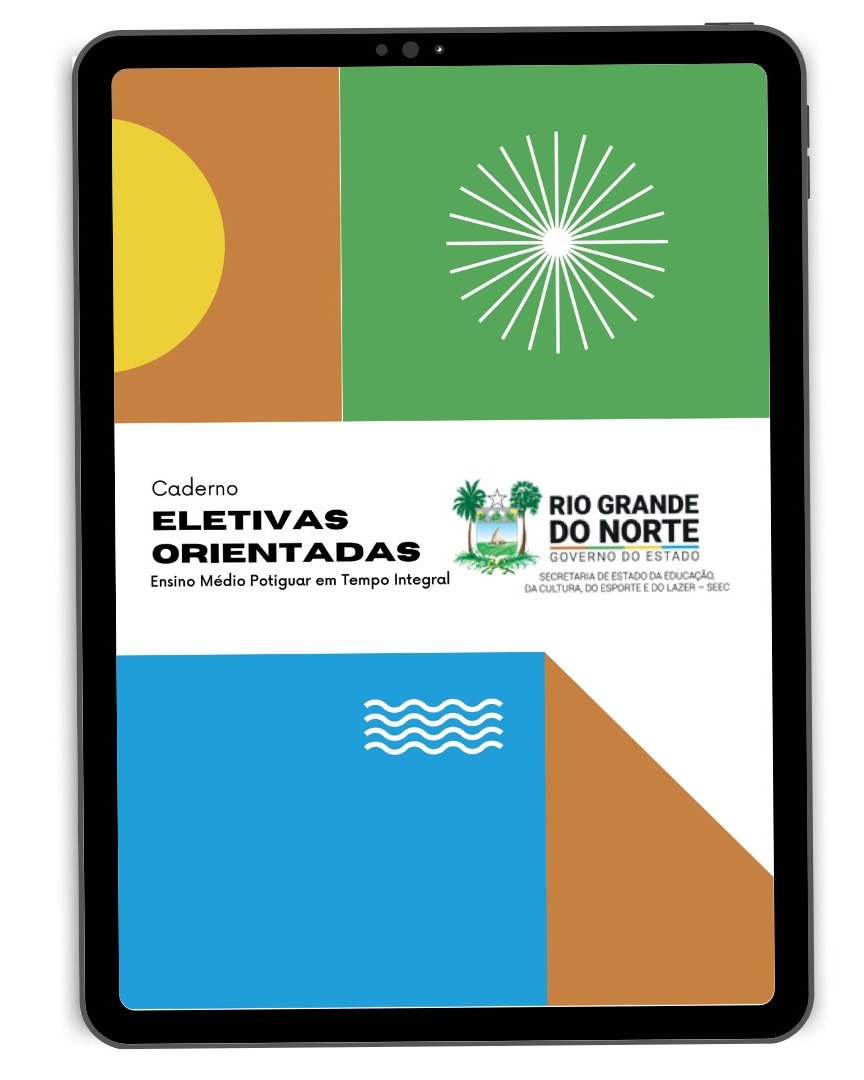 Caderno
ELETIVAS
ORIENTADAS
Ensino Médio Potiguar em Tempo Integral
RIO GRANDE
DO NORTE
GOVERNO DO ESTADO
SECRETARIA DE ESTADO DA EDUCAÇÃO,
DA CULTURA, DO ESPORTE E DO LAZER – SEEC